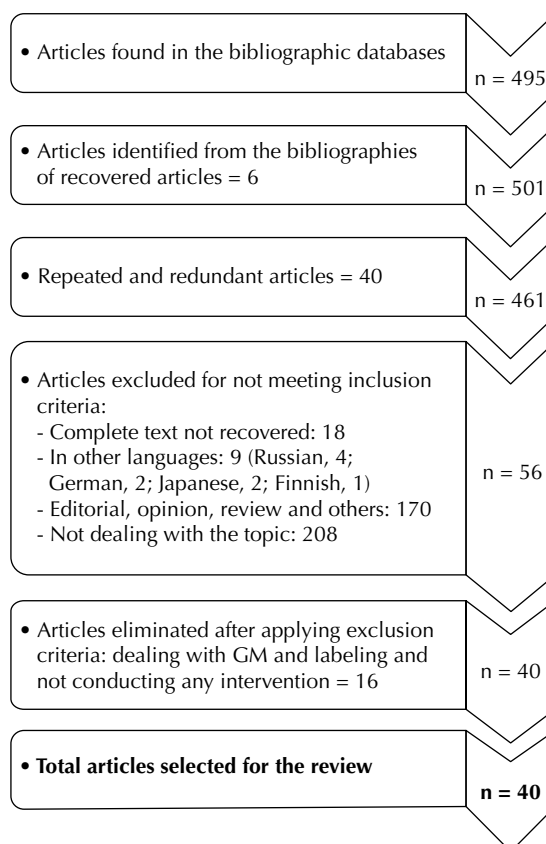 • Articles found in the bibliographic databases
n = 495
• Articles identified from the bibliographies
of recovered articles = 6
n = 501
• Repeated and redundant articles = 40
n = 461
• Articles excluded for not meeting inclusion
criteria:
- Complete text not recovered: 18
- In other languages: 9 (Russian, 4;
German, 2; Japanese, 2; Finnish, 1)
- Editorial, opinion, review and others: 170
- Not dealing with the topic: 208
n = 56
• Articles eliminated after applying exclusion
criteria: dealing with GM and labeling and
not conducting any intervention = 16
n = 40
• Total articles selected for the review
n = 40